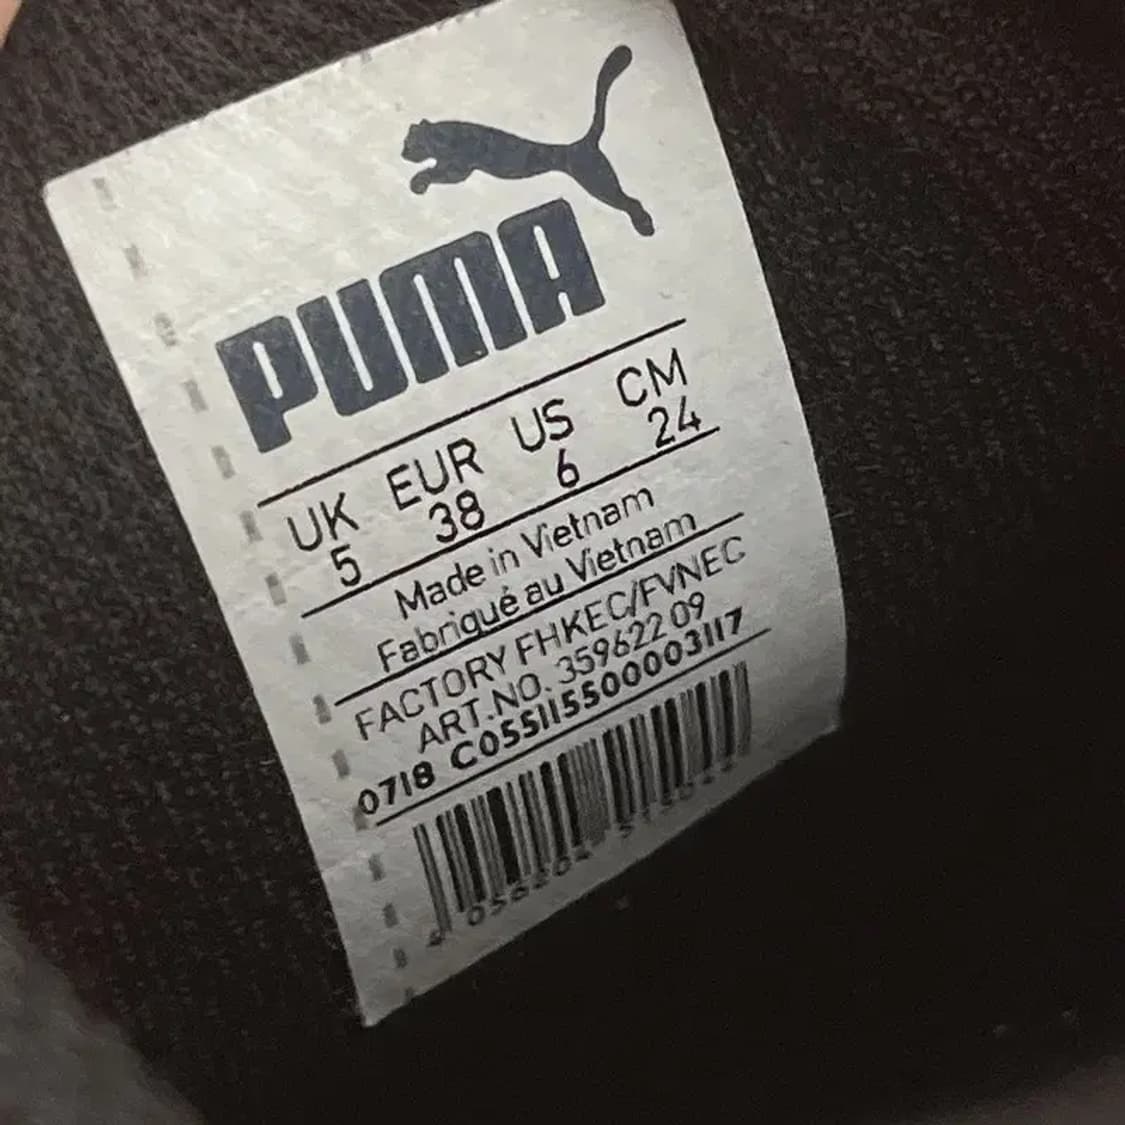 PUMA
UK EUR US CM
5 38 6 24
Made in Vietnam
Fabriqué au Vietnam
FACTORY FHKEC/FVNEC
ART.NO. 359622 09
0718 C055115500003117